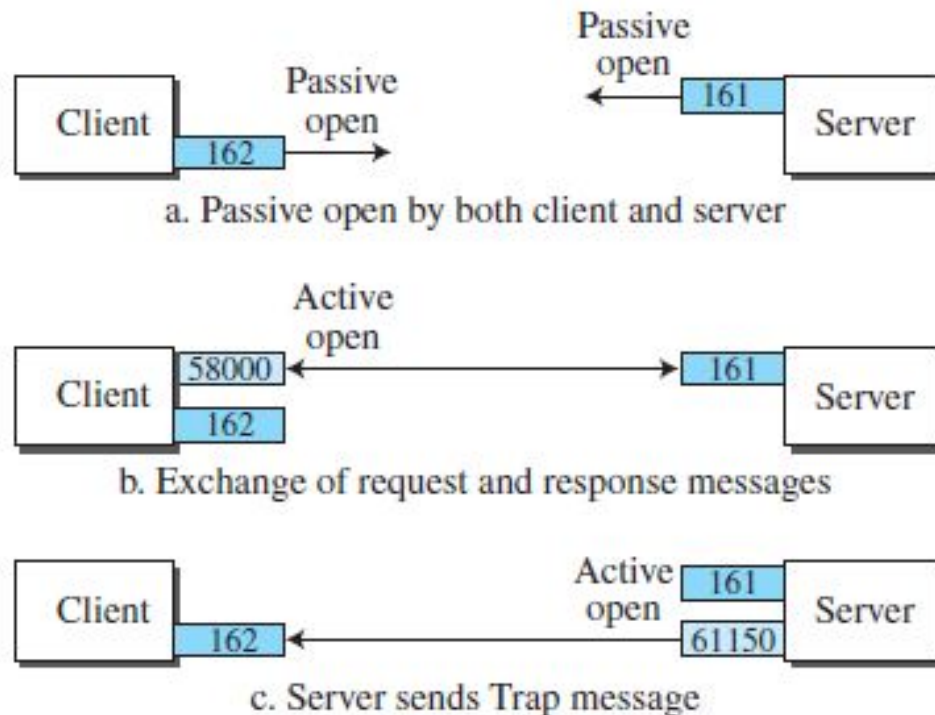 Passive
open
Passive
open
161
Client
Server
162
a. Passive open by both client and server
Active
open
58000
161
Client
Server
162
b. Exchange of request and response messages
Active
open
161
Client
Server
162
61150
c. Server sends Trap message